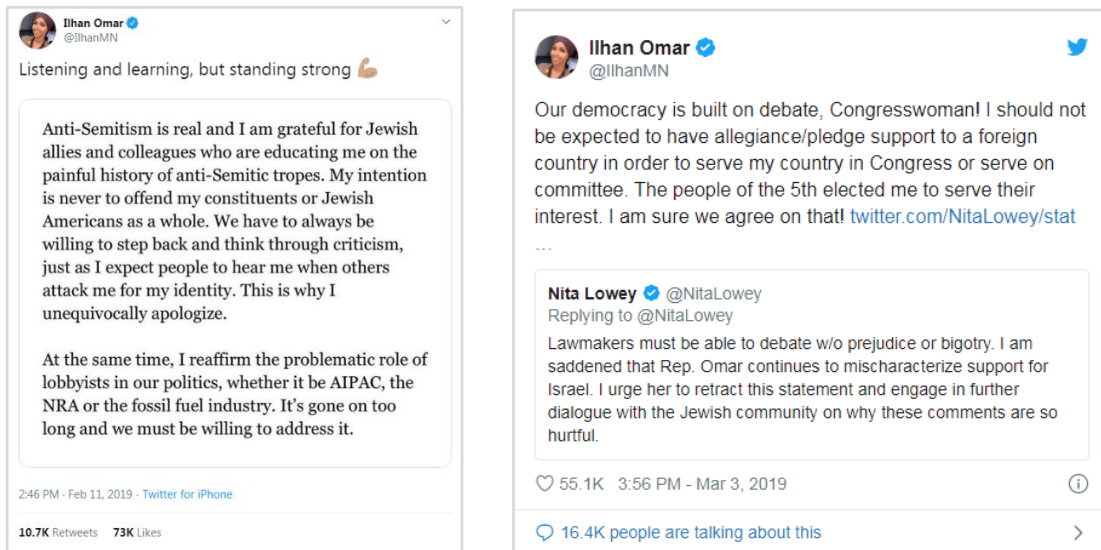 Ilhan Omar
@IlhanMN
Listening and learning, but standing strong 💪🏽
Anti-Semitism is real and I am grateful for Jewish
allies and colleagues who are educating me on the
painful history of anti-Semitic tropes. My intention
is never to offend my constituents or Jewish
Americans as a whole. We have to always be
willing to step back and think through criticism,
just as I expect people to hear me when others
attack me for my identity. This is why I
unequivocally apologize.
At the same time, I reaffirm the problematic role of
lobbyists in our politics, whether it be AIPAC, the
NRA or the fossil fuel industry. It's gone on too
long and we must be willing to address it.
2:46 PM · Feb 11, 2019 · Twitter for iPhone
10.7K Retweets 73K Likes
Ilhan Omar
@IlhanMN
Our democracy is built on debate, Congresswoman! I should not
be expected to have allegiance/pledge support to a foreign
country in order to serve my country in Congress or serve on
committee. The people of the 5th elected me to serve their
interest. I am sure we agree on that! twitter.com/NitaLowey/stat
...
Nita Lowey @NitaLowey
Replying to @NitaLowey
Lawmakers must be able to debate w/o prejudice or bigotry. I am
saddened that Rep. Omar continues to mischaracterize support for
Israel. I urge her to retract this statement and engage in further
dialogue with the Jewish community on why these comments are so
hurtful.
55.1K 3:56 PM - Mar 3, 2019
16.4K people are talking about this